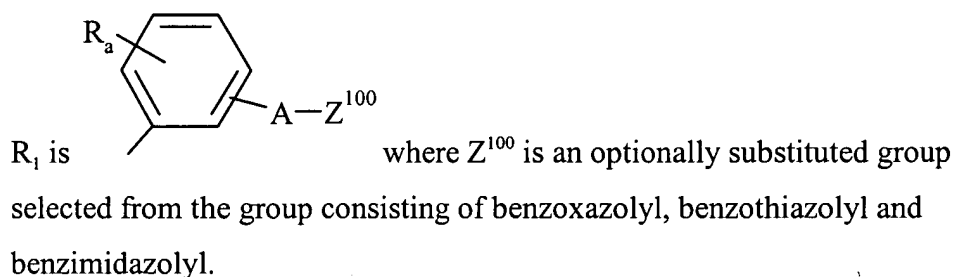 Rₐ
A—Z¹⁰⁰
R₁ is where Z¹⁰⁰ is an optionally substituted group
selected from the group consisting of benzoxazolyl, benzothiazolyl and
benzimidazolyl.